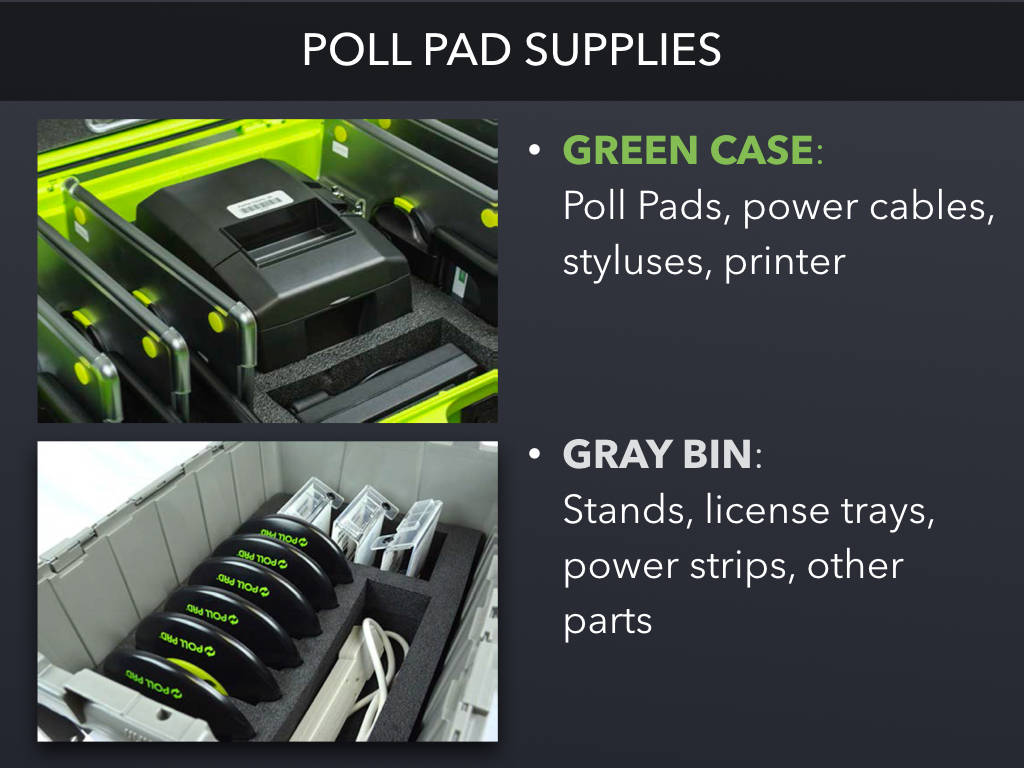 POLL PAD SUPPLIES
• GREEN CASE:
Poll Pads, power cables,
styluses, printer
• GRAY BIN:
Stands, license trays,
power strips, other
parts
POLL PAD
POLL PAD
POLL PAD
POLL PAD
POLL PAD
POLL PAD